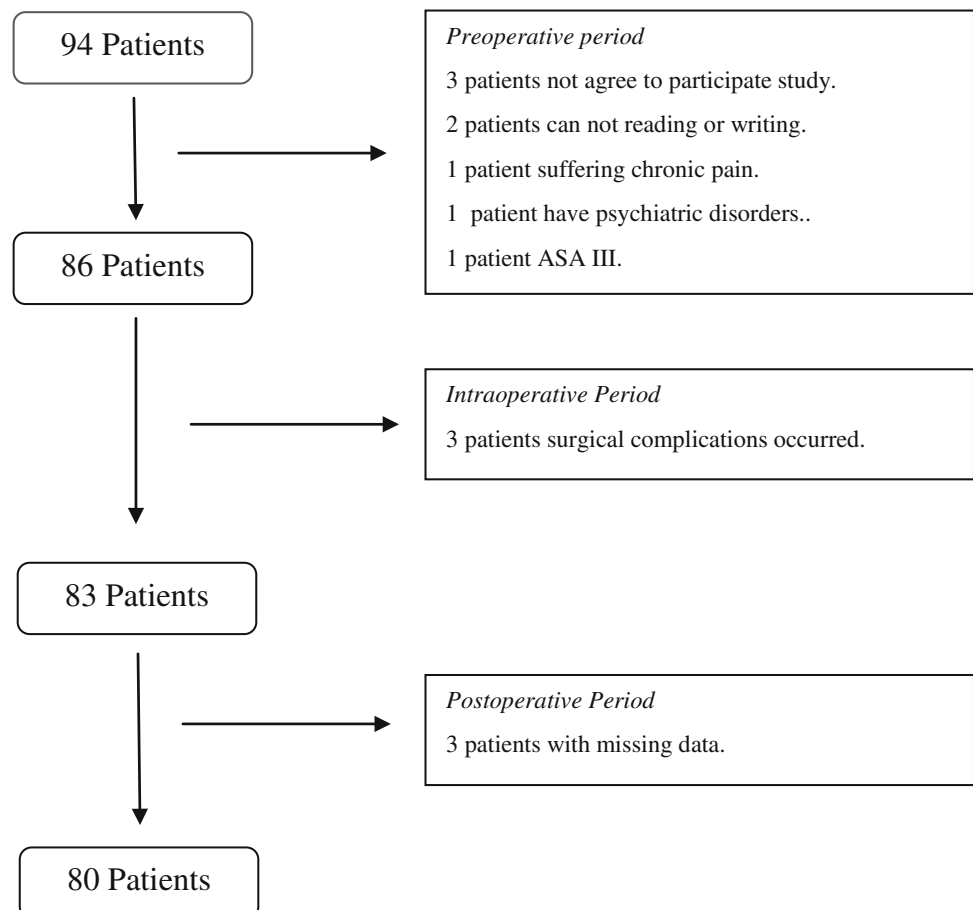 94 Patients
Preoperative period
3 patients not agree to participate study.
2 patients can not reading or writing.
1 patient suffering chronic pain.
1 patient have psychiatric disorders..
1 patient ASA III.
86 Patients
Intraoperative Period
3 patients surgical complications occurred.
83 Patients
Postoperative Period
3 patients with missing data.
80 Patients